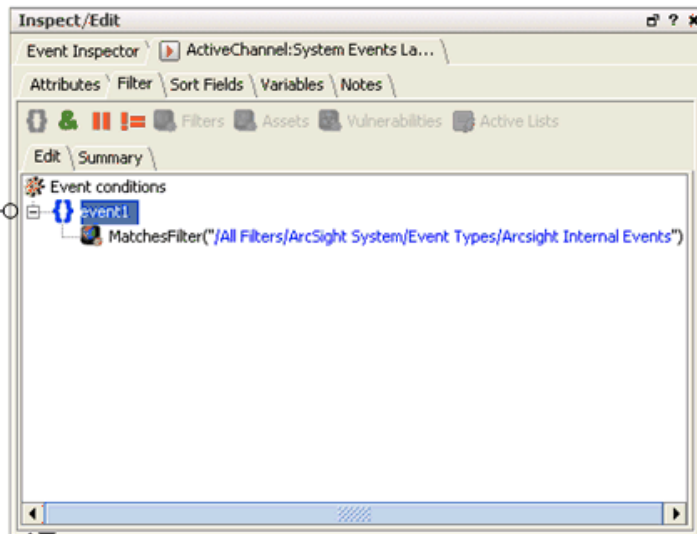 Inspect/Edit ?
Event Inspector ActiveChannel:System Events La...
Attributes Filter Sort Fields Variables Notes
{} & || != Filters Assets Vulnerabilities Active Lists
Edit Summary
Event conditions
{} event1
MatchesFilter("/All Filters/ArcSight System/Event Types/Arcsight Internal Events")